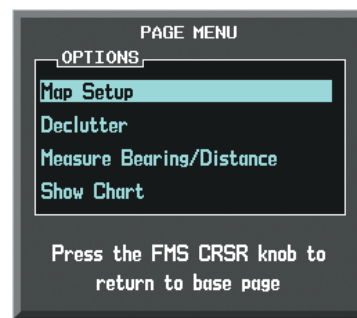 PAGE MENU
OPTIONS
Map Setup
Declutter
Measure Bearing/Distance
Show Chart
Press the FMS CRSR knob to
return to base page